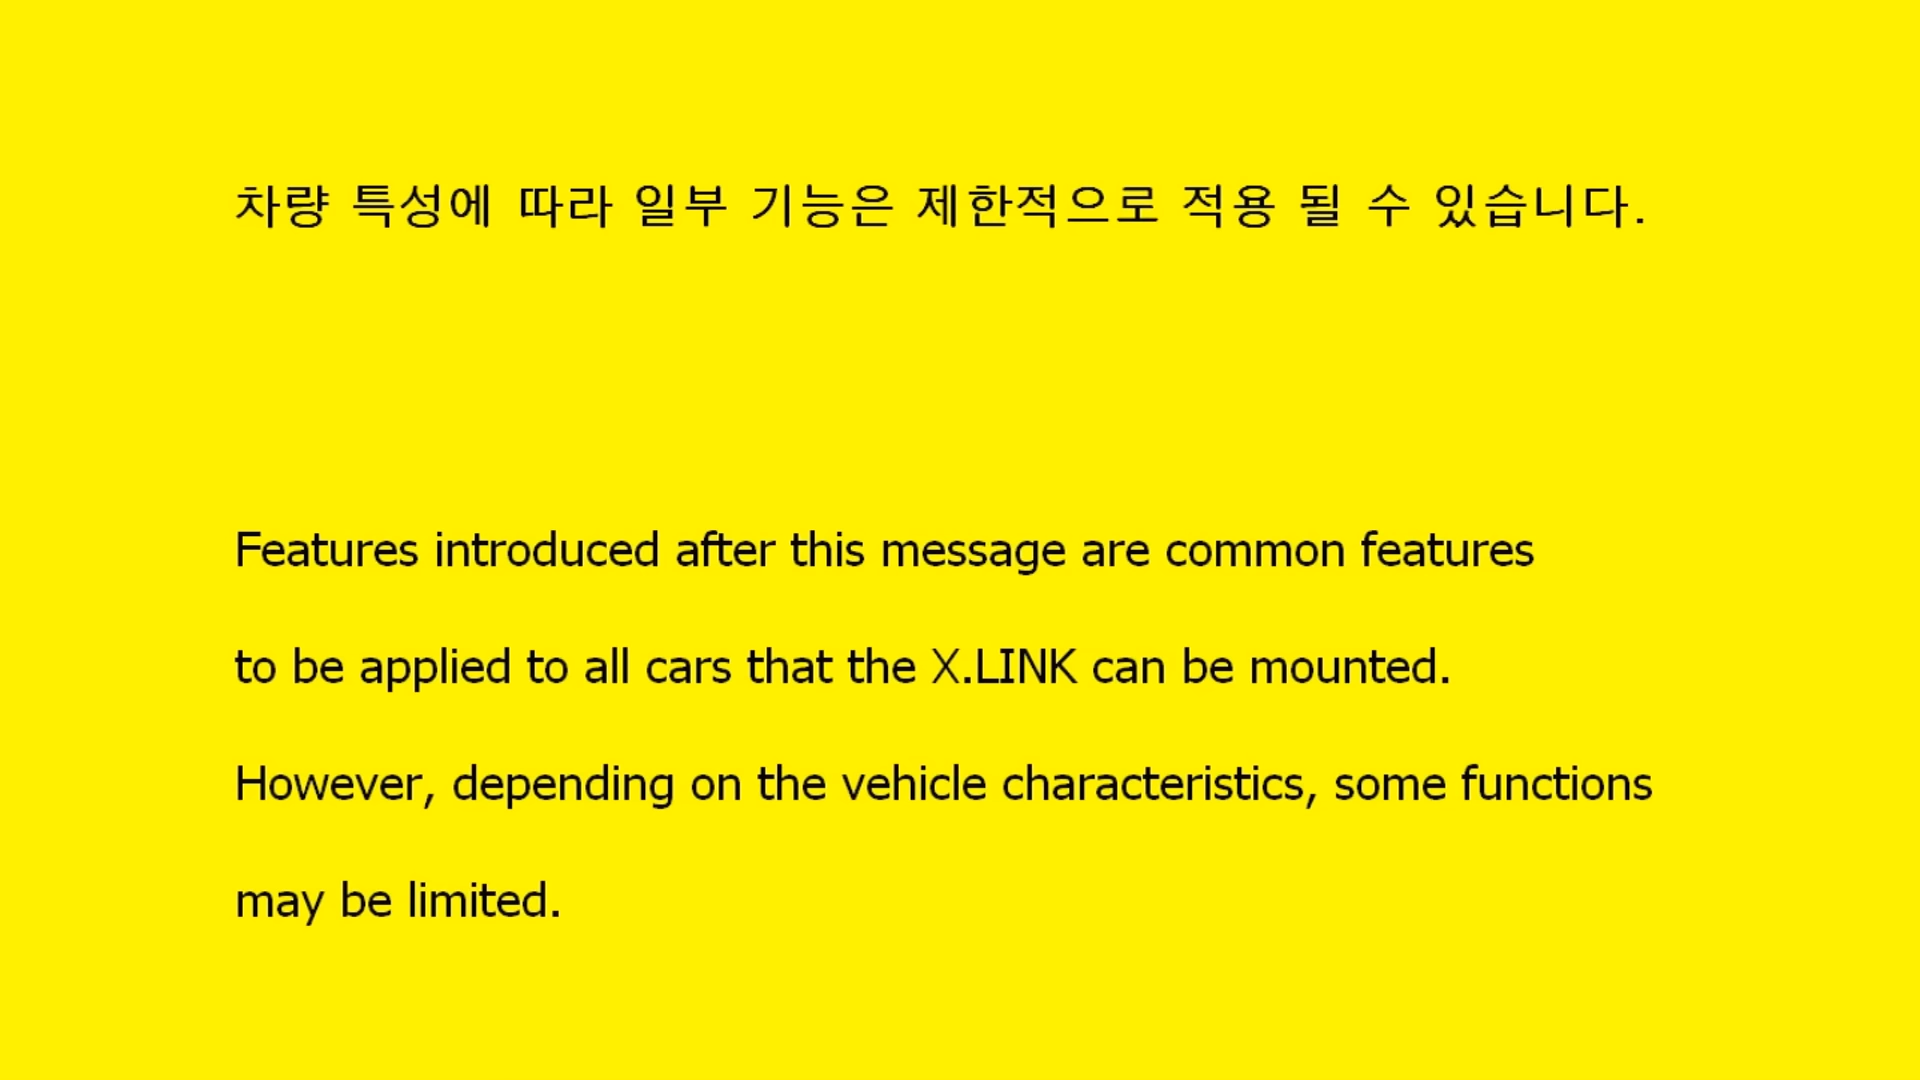 차량 특성에 따라 일부 기능은 제한적으로 적용 될 수 있습니다.
Features introduced after this message are common features
to be applied to all cars that the X.LINK can be mounted.
However, depending on the vehicle characteristics, some functions
may be limited.